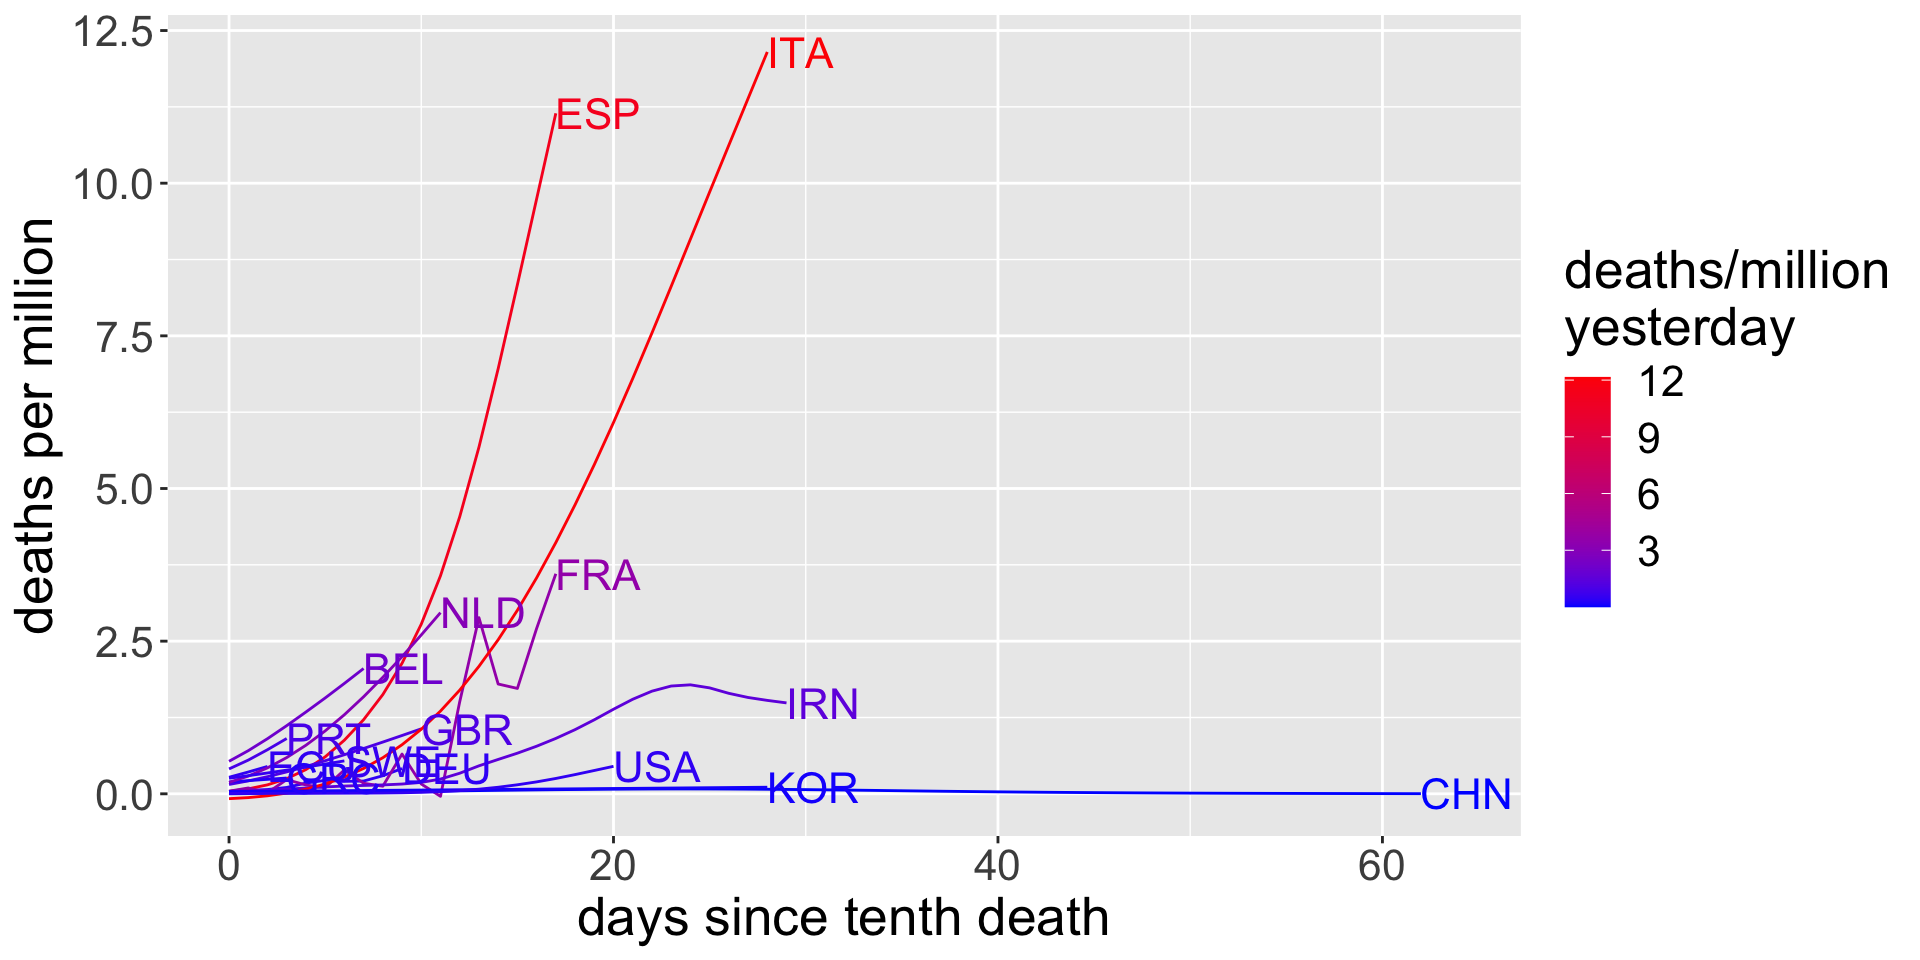 12.5
10.0
7.5
5.0
2.5
0.0
deaths per million
ITA
ESP
FRA
NLD
BEL
IRN
GBR
PRT
SWE
DEU
USA
KOR
CHN
0
20
40
60
days since tenth death
deaths/million
yesterday
12
9
6
3